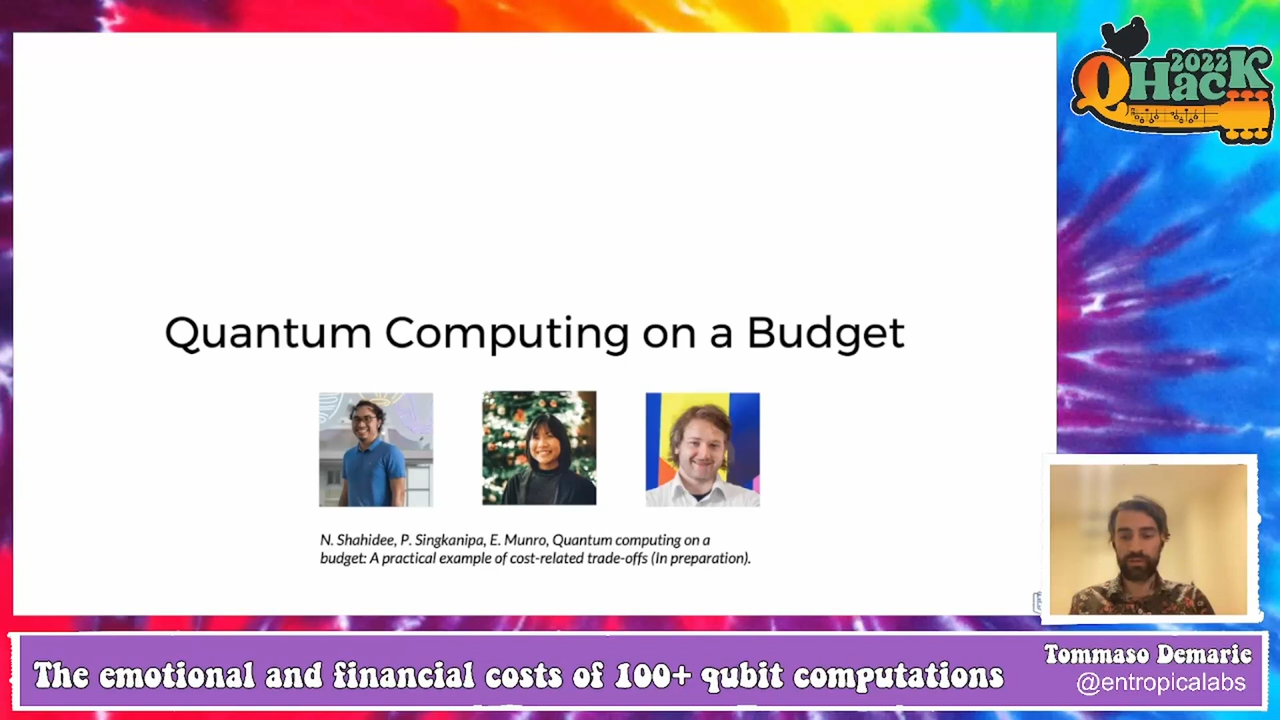 2022
QHack
Quantum Computing on a Budget
N. Shahidee, P. Singkanipa, E. Munro, Quantum computing on a
budget: A practical example of cost-related trade-offs (In preparation).
The emotional and financial costs of 100+ qubit computations
Tommaso Demarie
@entropicalabs